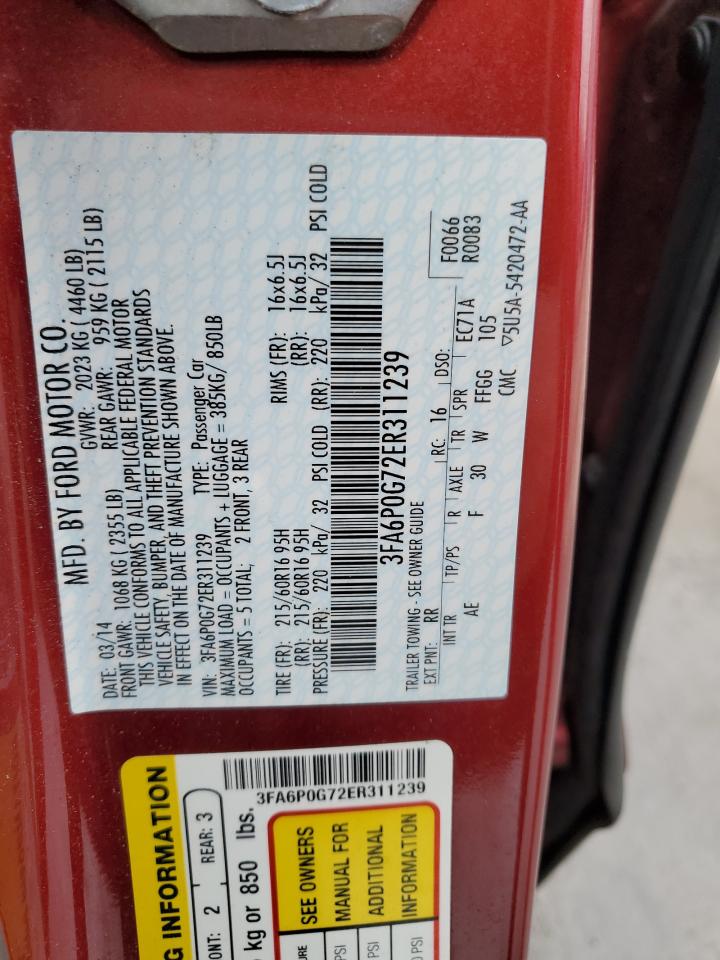 MFD. BY FORD MOTOR CO.
DATE: 03/14 GVWR: 2023 KG ( 4460 LB)
FRONT GAWR: 1068 KG ( 2355 LB) REAR GAWR: 959 KG ( 2115 LB)
THIS VEHICLE CONFORMS TO ALL APPLICABLE FEDERAL MOTOR
VEHICLE SAFETY, BUMPER, AND THEFT PREVENTION STANDARDS
IN EFFECT ON THE DATE OF MANUFACTURE SHOWN ABOVE.
VIN: 3FA6P0G72ER311239 TYPE: Passenger Car
MAXIMUM LOAD = OCCUPANTS + LUGGAGE = 385KG/ 850LB
OCCUPANTS = 5 TOTAL; 2 FRONT, 3 REAR
TIRE (FR): 215/60R16 95H RIMS (FR): 16x6.5J
(RR): 215/60R16 95H (RR): 16x6.5J
PRESSURE (FR): 220 kPa/ 32 PSI COLD (RR): 220 kPa/ 32 PSI COLD
3FA6P0G72ER311239
TRAILER TOWING - SEE OWNER GUIDE
EXT PNT: RR RC: 16 DSO: F0066
R0083
INT TR TP/PS R AXLE TR SPR EC71A
AE F 30 W FFGG 105
CMC ▽5U5A-5420472-AA
G INFORMATION
ONT: 2 REAR: 3
kg or 850 lbs.
3FA6P0G72ER311239
URE SEE OWNERS
PSI MANUAL FOR
PSI ADDITIONAL
0 PSI INFORMATION